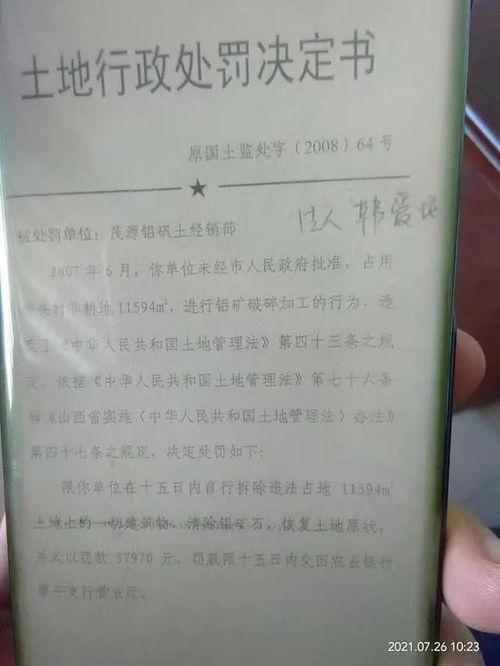 土地行政处罚决定书
原国土监处字（2008）64号
被处罚单位：茂源铝矾土经销部
法人 韩爱
2007年6月，你单位未经市人民政府批准，占用
村水耕地11594m²，进行铝矿破碎加工的行为，违
反了《中华人民共和国土地管理法》第四十三条之规
定，依据《中华人民共和国土地管理法》第七十六条
和《山西省实施〈中华人民共和国土地管理法〉办法》
第四十七条之规定，决定处罚如下：
限你单位在十五日内自行拆除违法占地11594m²
土地上的一切建筑物，清除铝矿石，恢复土地原状，
并处以罚款57970元，罚款限十五日内交回农业银行
原平支行营业厅。
2021.07.26 10:23